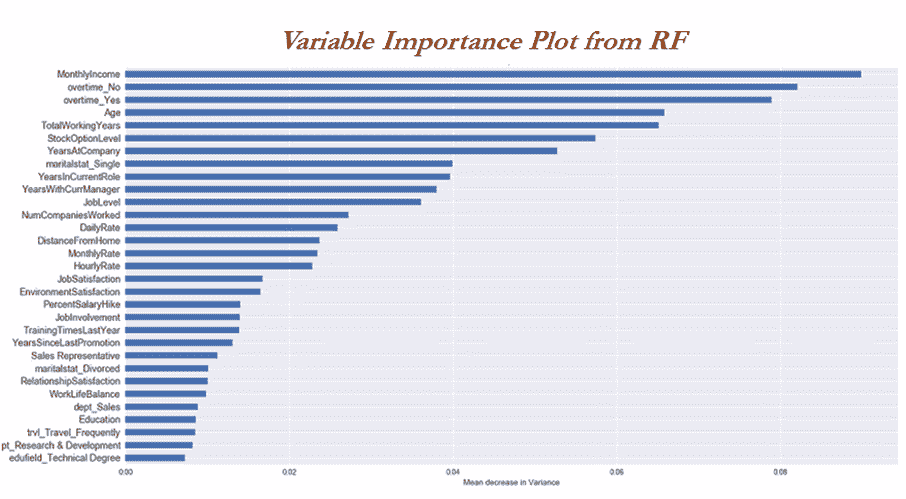 Variable Importance Plot from RF
MonthlyIncome
overtime_No
overtime_Yes
Age
TotalWorkingYears
StockOptionLevel
YearsAtCompany
maritalstat_Single
YearsInCurrentRole
YearsWithCurrManager
JobLevel
NumCompaniesWorked
DailyRate
DistanceFromHome
MonthlyRate
HourlyRate
JobSatisfaction
EnvironmentSatisfaction
PercentSalaryHike
JobInvolvement
TrainingTimesLastYear
YearsSinceLastPromotion
Sales Representative
maritalstat_Divorced
RelationshipSatisfaction
WorkLifeBalance
dept_Sales
Education
trvl_Travel_Frequently
pt_Research & Development
edufield_Technical Degree
0.00 0.02 0.04 0.06 0.08
Mean decrease in Variance